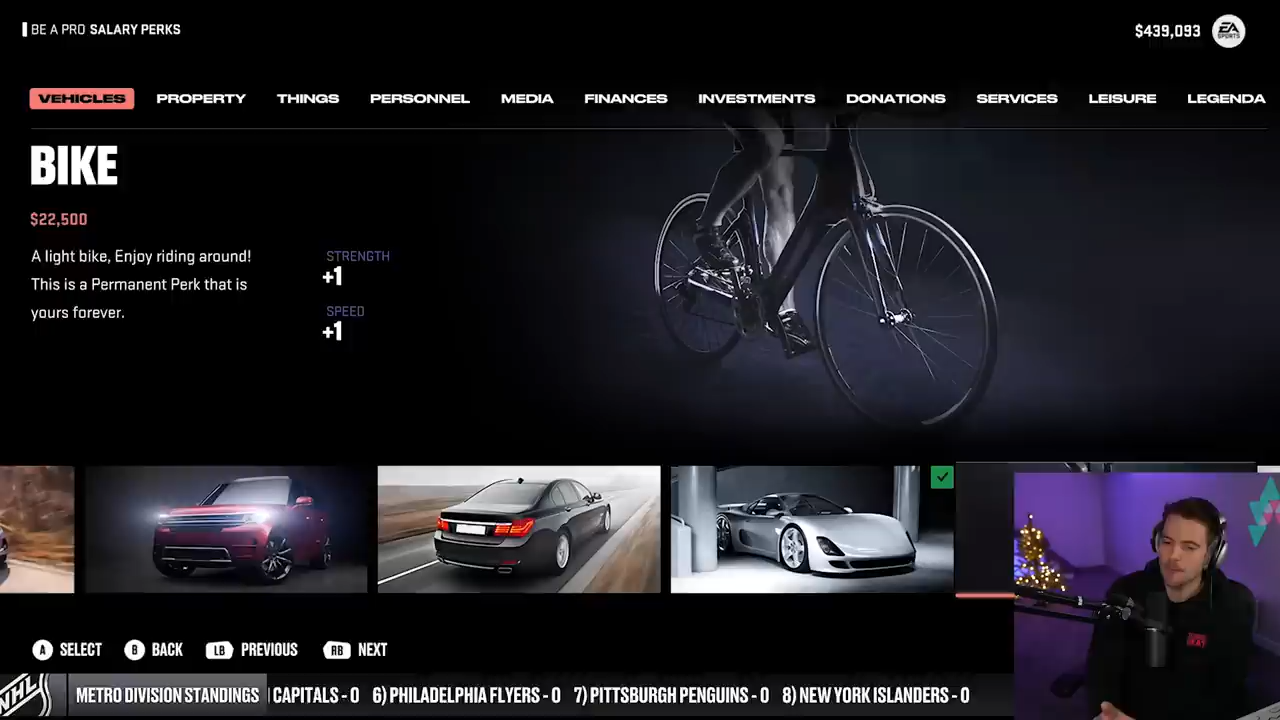 BE A PRO SALARY PERKS
$439,093
EA SPORTS
VEHICLES PROPERTY THINGS PERSONNEL MEDIA FINANCES INVESTMENTS DONATIONS SERVICES LEISURE LEGENDA
BIKE
$22,500
A light bike, Enjoy riding around!
This is a Permanent Perk that is
yours forever.
STRENGTH
+1
SPEED
+1
A SELECT B BACK LB PREVIOUS RB NEXT
NHL METRO DIVISION STANDINGS CAPITALS - 0 6) PHILADELPHIA FLYERS - 0 7) PITTSBURGH PENGUINS - 0 8) NEW YORK ISLANDERS - 0